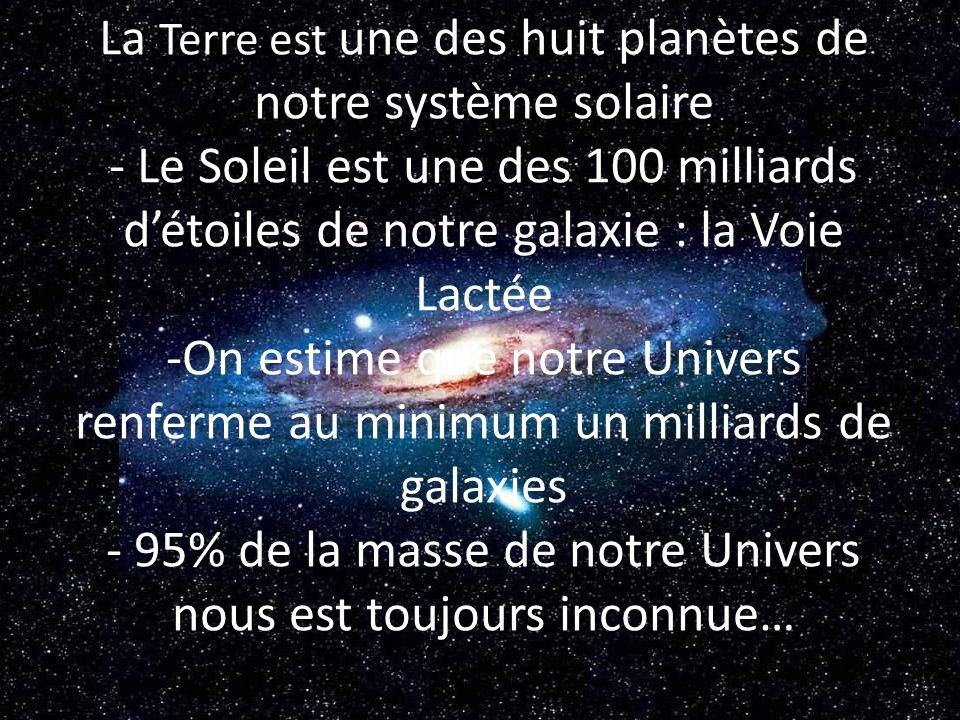 La Terre est une des huit planètes de
notre système solaire
- Le Soleil est une des 100 milliards
d’étoiles de notre galaxie : la Voie
Lactée
-On estime que notre Univers
renferme au minimum un milliards de
galaxies
- 95% de la masse de notre Univers
nous est toujours inconnue…